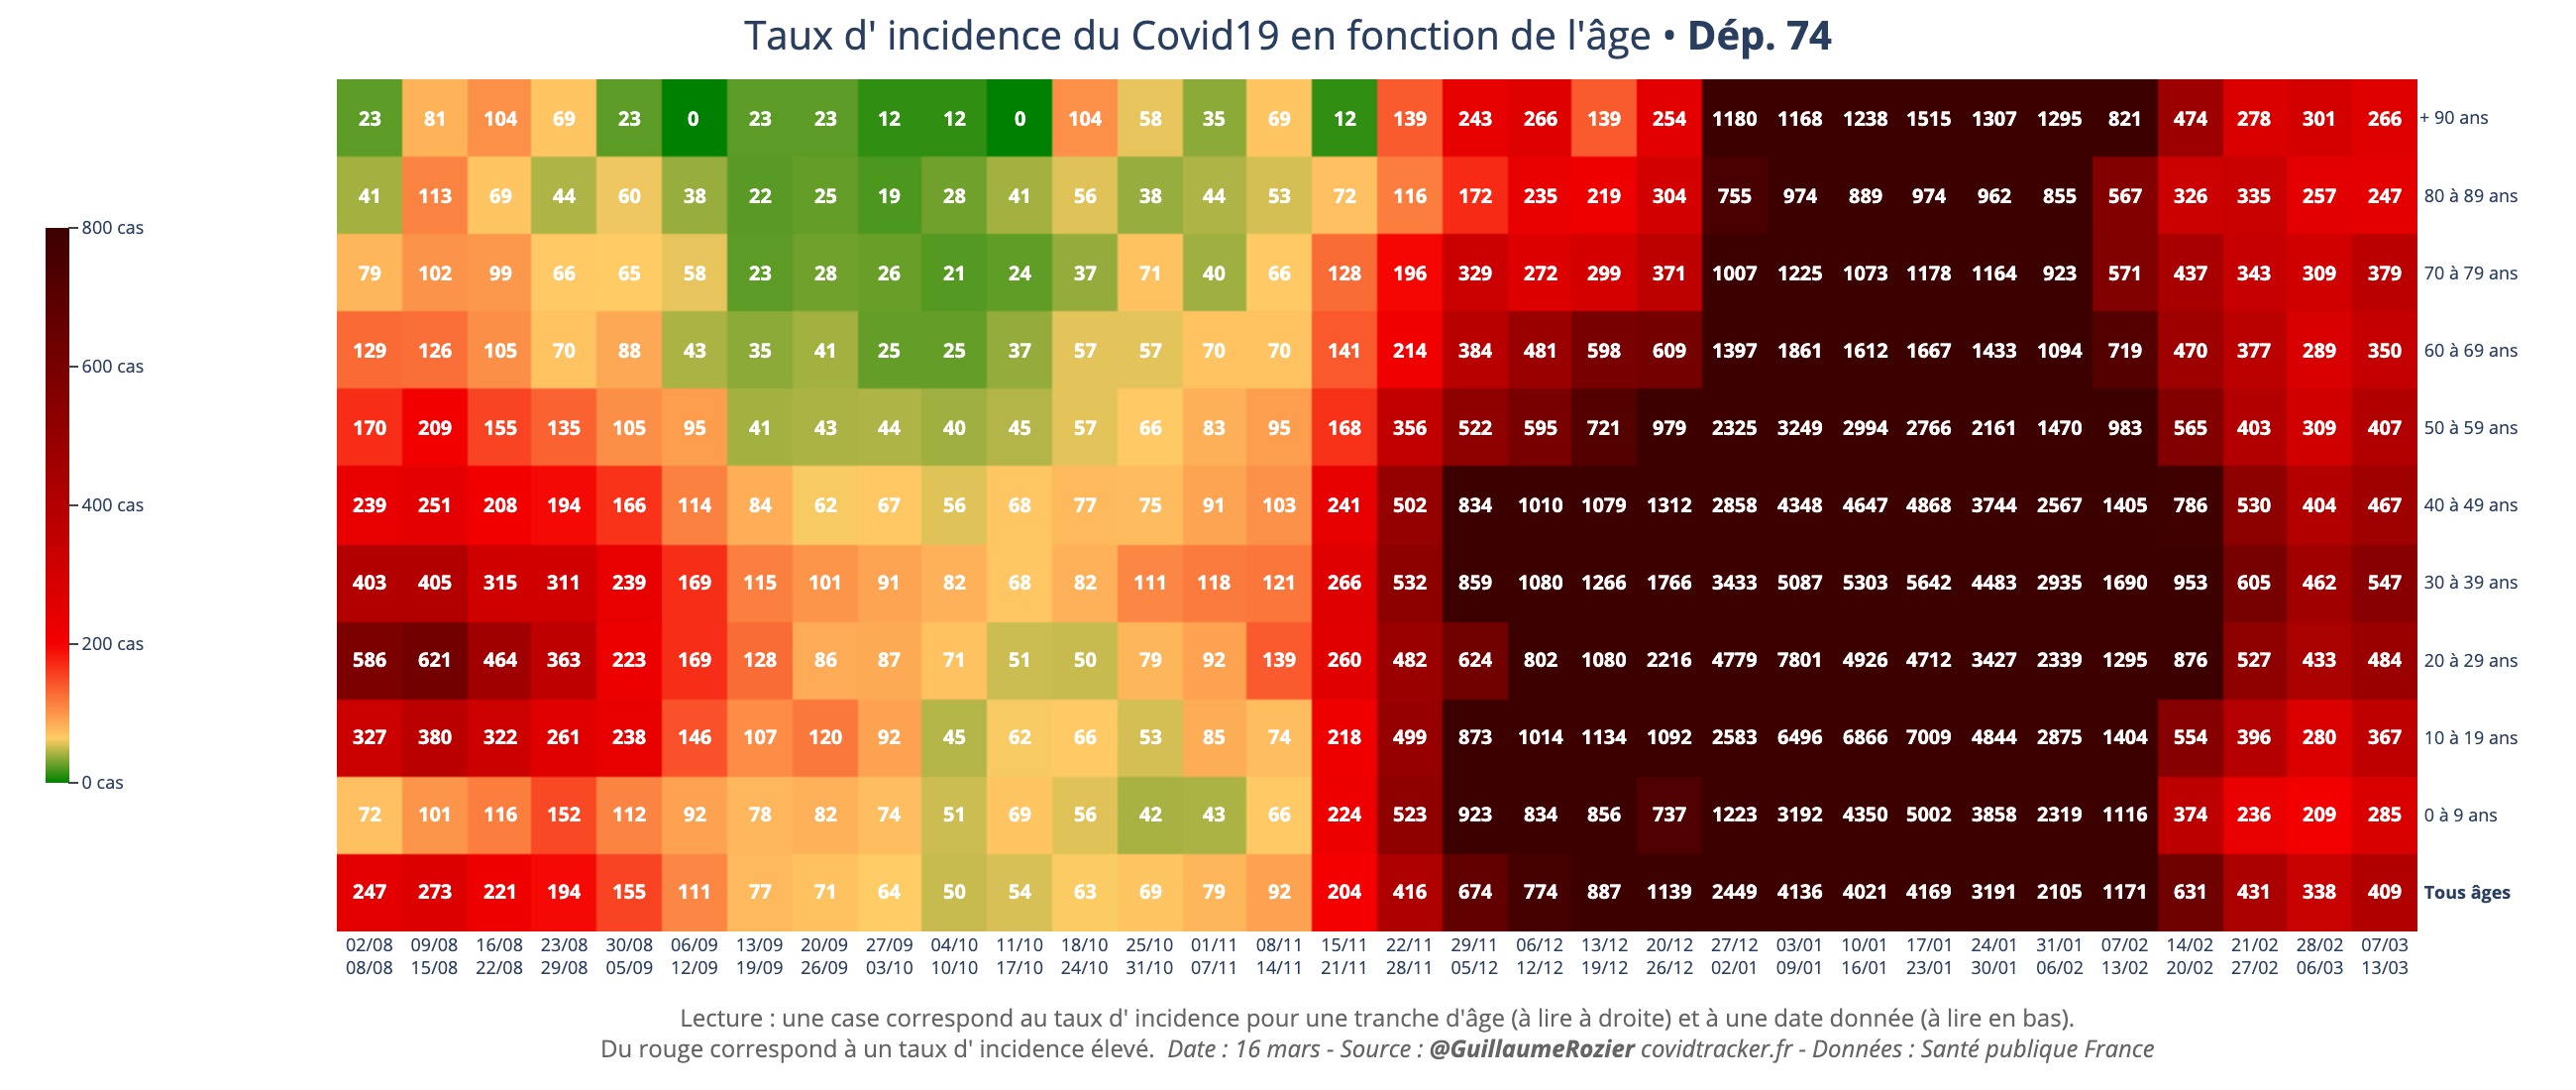 Taux d' incidence du Covid19 en fonction de l'âge • Dép. 74
800 cas
600 cas
400 cas
200 cas
0 cas
23 81 104 69 23 0 23 23 12 12 0 104 58 35 69 12 139 243 266 139 254 1180 1168 1238 1515 1307 1295 821 474 278 301 266 + 90 ans
41 113 69 44 60 38 22 25 19 28 41 56 38 44 53 72 116 172 235 219 304 755 974 889 974 962 855 567 326 335 257 247 80 à 89 ans
79 102 99 66 65 58 23 28 26 21 24 37 71 40 66 128 196 329 272 299 371 1007 1225 1073 1178 1164 923 571 437 343 309 379 70 à 79 ans
129 126 105 70 88 43 35 41 25 25 37 57 57 70 70 141 214 384 481 598 609 1397 1861 1612 1667 1433 1094 719 470 377 289 350 60 à 69 ans
170 209 155 135 105 95 41 43 44 40 45 57 66 83 95 168 356 522 595 721 979 2325 3249 2994 2766 2161 1470 983 565 403 309 407 50 à 59 ans
239 251 208 194 166 114 84 62 67 56 68 77 75 91 103 241 502 834 1010 1079 1312 2858 4348 4647 4868 3744 2567 1405 786 530 404 467 40 à 49 ans
403 405 315 311 239 169 115 101 91 82 68 82 111 118 121 266 532 859 1080 1266 1766 3433 5087 5303 5642 4483 2935 1690 953 605 462 547 30 à 39 ans
586 621 464 363 223 169 128 86 87 71 51 50 79 92 139 260 482 624 802 1080 2216 4779 7801 4926 4712 3427 2339 1295 876 527 433 484 20 à 29 ans
327 380 322 261 238 146 107 120 92 45 62 66 53 85 74 218 499 873 1014 1134 1092 2583 6496 6866 7009 4844 2875 1404 554 396 280 367 10 à 19 ans
72 101 116 152 112 92 78 82 74 51 69 56 42 43 66 224 523 923 834 856 737 1223 3192 4350 5002 3858 2319 1116 374 236 209 285 0 à 9 ans
247 273 221 194 155 111 77 71 64 50 54 63 69 79 92 204 416 674 774 887 1139 2449 4136 4021 4169 3191 2105 1171 631 431 338 409 Tous âges
02/08 09/08 16/08 23/08 30/08 06/09 13/09 20/09 27/09 04/10 11/10 18/10 25/10 01/11 08/11 15/11 22/11 29/11 06/12 13/12 20/12 27/12 03/01 10/01 17/01 24/01 31/01 07/02 14/02 21/02 28/02 07/03
08/08 15/08 22/08 29/08 05/09 12/09 19/09 26/09 03/10 10/10 17/10 24/10 31/10 07/11 14/11 21/11 28/11 05/12 12/12 19/12 26/12 02/01 09/01 16/01 23/01 30/01 06/02 13/02 20/02 27/02 06/03 13/03
Lecture : une case correspond au taux d' incidence pour une tranche d'âge (à lire à droite) et à une date donnée (à lire en bas).
Du rouge correspond à un taux d' incidence élevé. Date : 16 mars - Source : @GuillaumeRozier covidtracker.fr - Données : Santé publique France